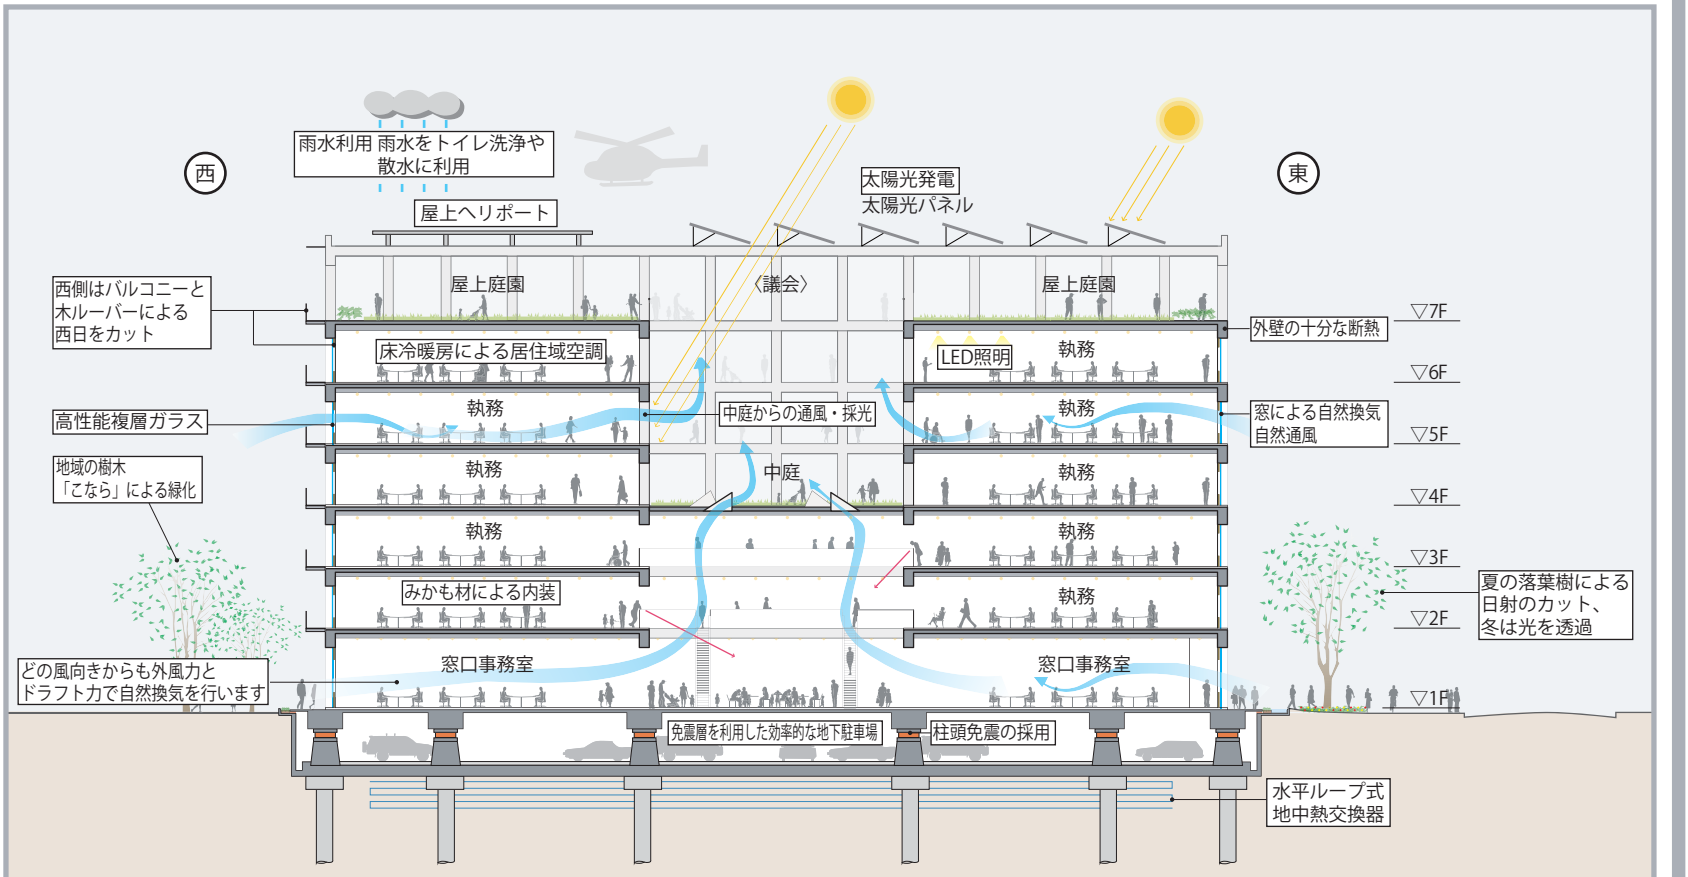 雨水利用 雨水をトイレ洗浄や
散水に利用
西
東
太陽光発電
太陽光パネル
屋上ヘリポート
屋上庭園
〈議会〉
屋上庭園
西側はバルコニーと
木ルーバーによる
西日をカット
▽7F
外壁の十分な断熱
床冷暖房による居住域空調
LED照明
執務
▽6F
高性能複層ガラス
執務
中庭からの通風・採光
執務
窓による自然換気
自然通風
▽5F
地域の樹木
「こなら」による緑化
執務
中庭
執務
▽4F
執務
執務
▽3F
みかも材による内装
執務
夏の落葉樹による
日射のカット、
冬は光を透過
▽2F
どの風向きからも外風力と
ドラフト力で自然換気を行います
窓口事務室
窓口事務室
▽1F
免震層を利用した効率的な地下駐車場
柱頭免震の採用
水平ループ式
地中熱交換器